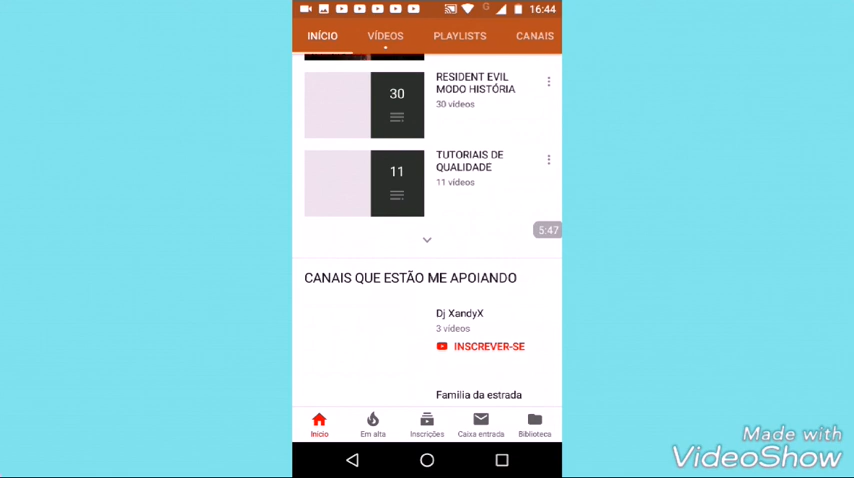 G 16:44
INÍCIO VÍDEOS PLAYLISTS CANAIS
30
RESIDENT EVIL
MODO HISTÓRIA
30 vídeos
11
TUTORIAIS DE
QUALIDADE
11 vídeos
5:47
CANAIS QUE ESTÃO ME APOIANDO
Dj XandyX
3 vídeos
INSCREVER-SE
Familia da estrada
Início Em alta Inscrições Caixa entrada Biblioteca
Made with
VideoShow